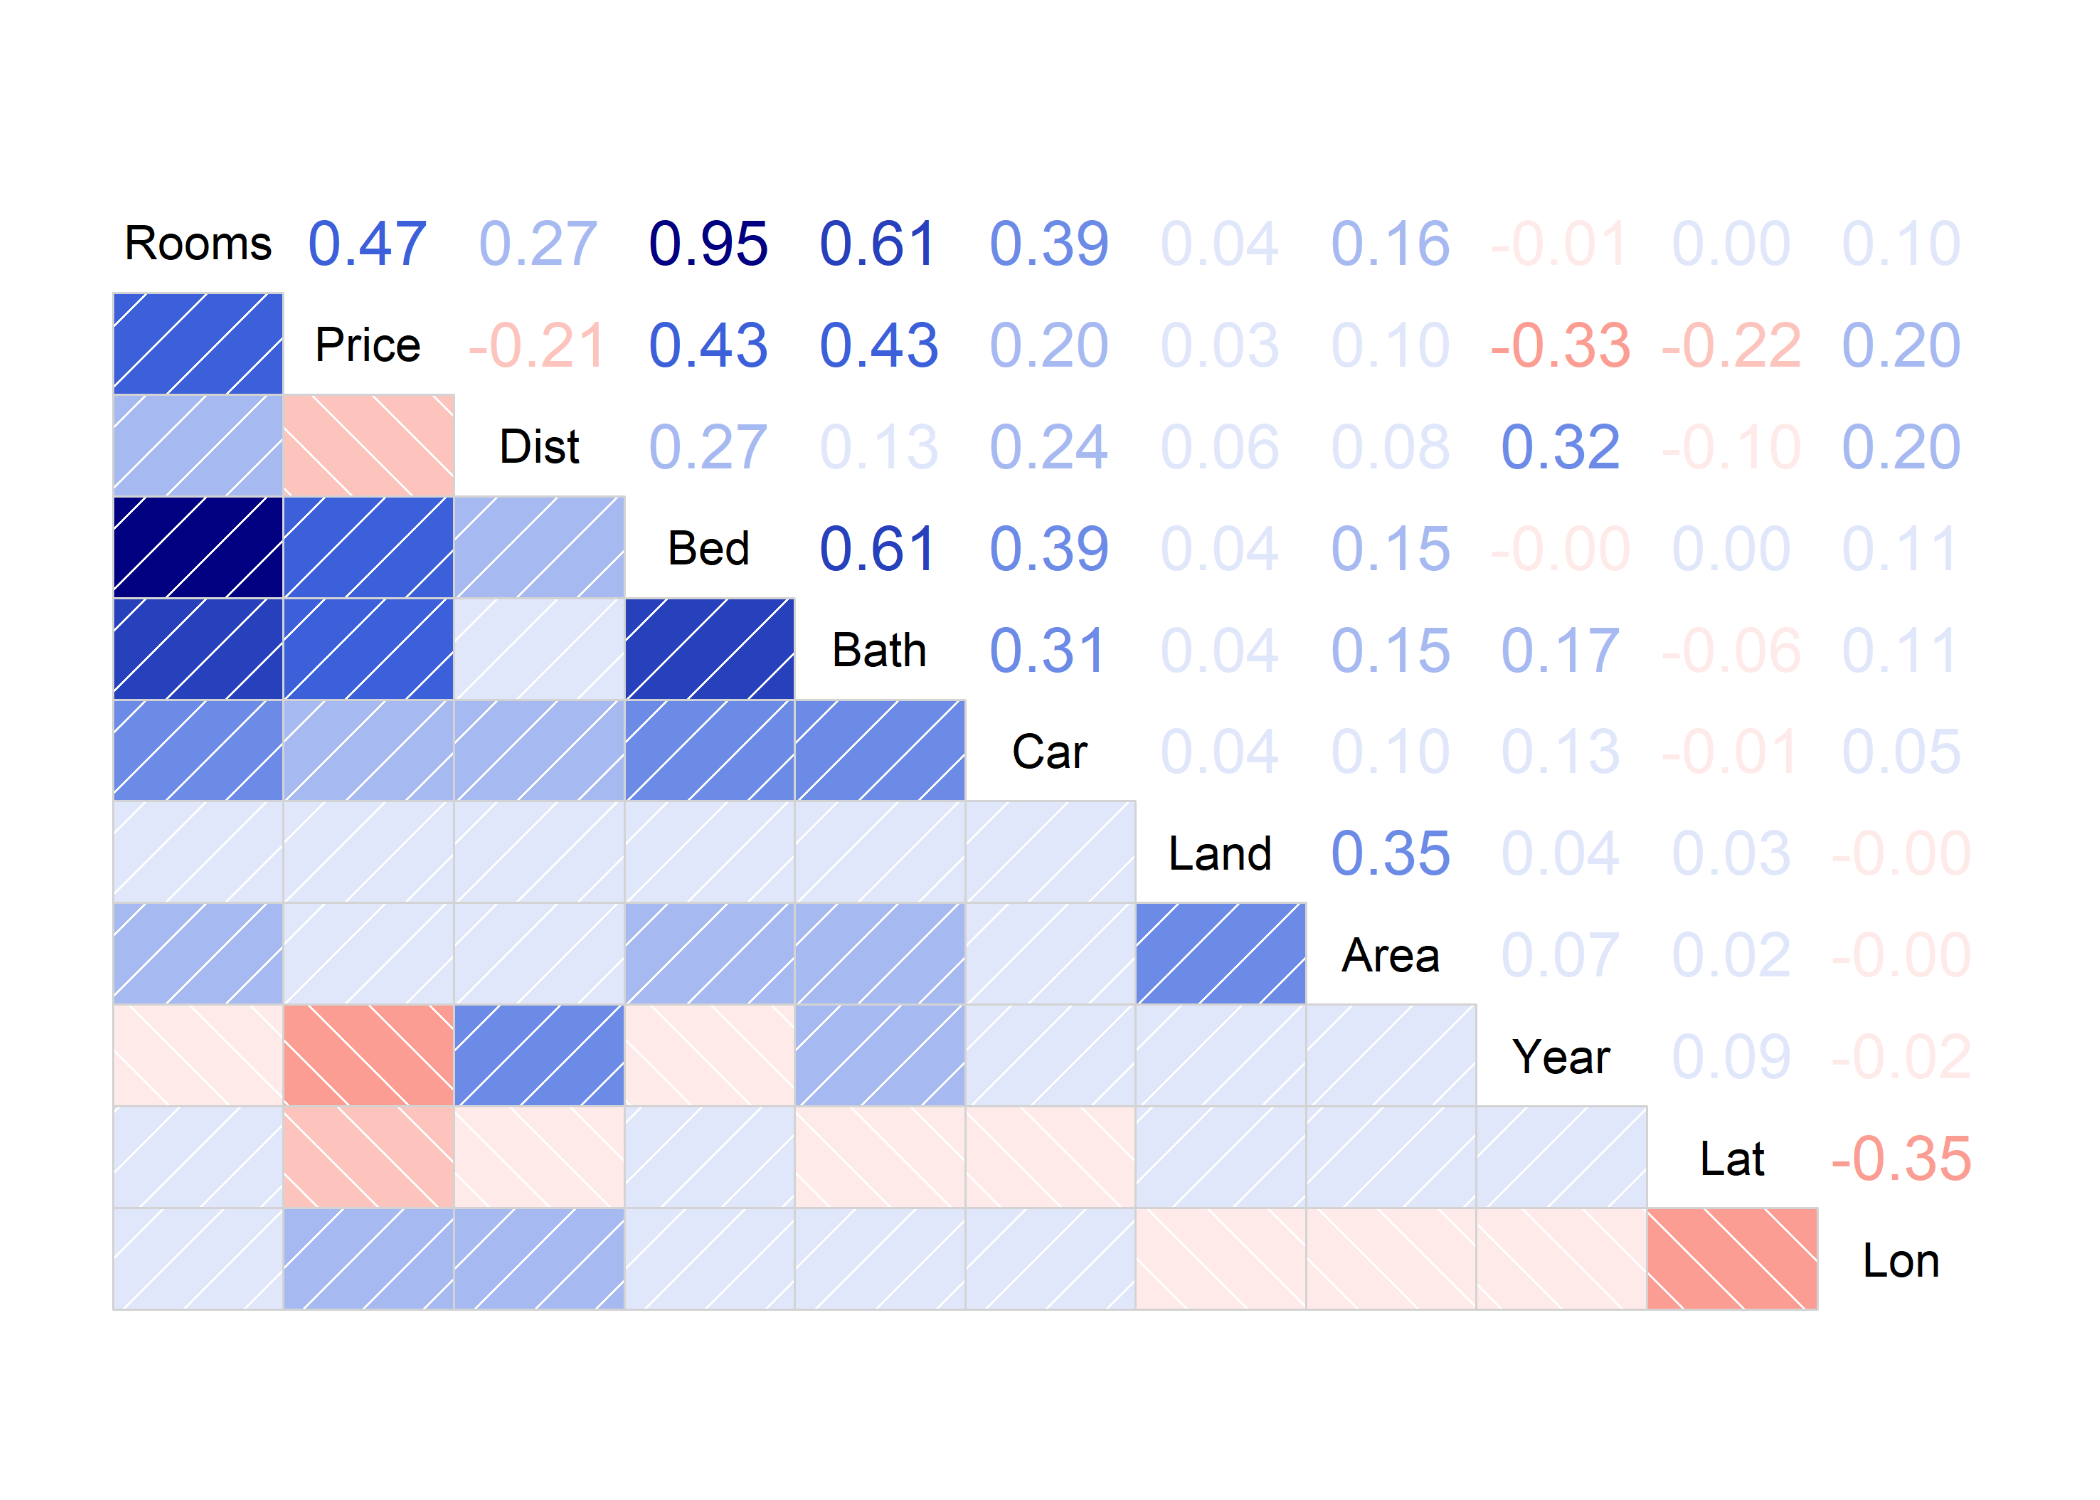 Rooms 0.47 0.27 0.95 0.61 0.39 0.04 0.16 -0.01 0.00 0.10
Price -0.21 0.43 0.43 0.20 0.03 0.10 -0.33 -0.22 0.20
Dist 0.27 0.13 0.24 0.06 0.08 0.32 -0.10 0.20
Bed 0.61 0.39 0.04 0.15 -0.00 0.00 0.11
Bath 0.31 0.04 0.15 0.17 -0.06 0.11
Car 0.04 0.10 0.13 -0.01 0.05
Land 0.35 0.04 0.03 -0.00
Area 0.07 0.02 -0.00
Year 0.09 -0.02
Lat -0.35
Lon